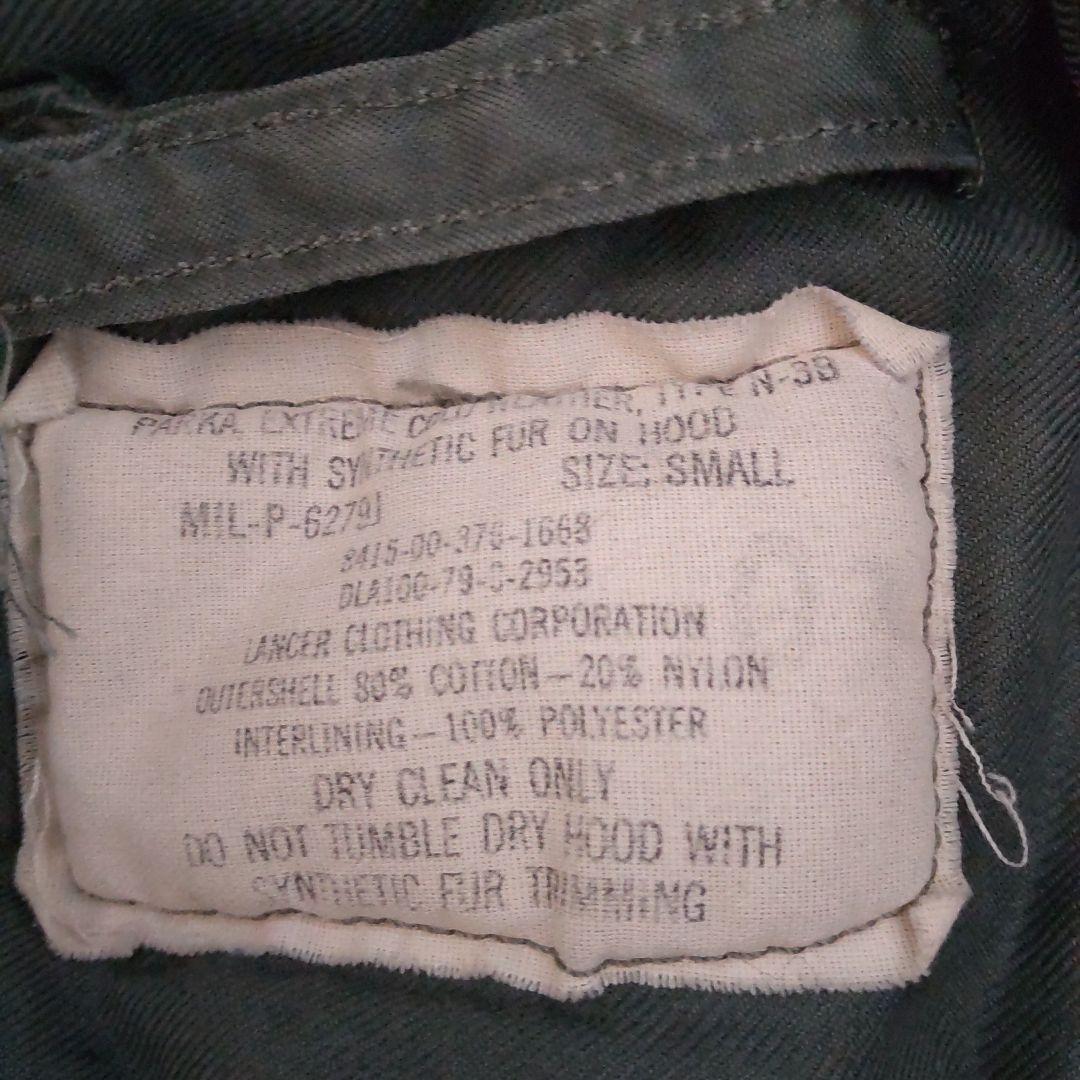 PARKA, EXTREME COLD WEATHER, TYPE N-3B
WITH SYNTHETIC FUR ON HOOD
SIZE: SMALL
MIL-P-6279J
8415-00-376-1668
DLA100-79-C-2953
LANCER CLOTHING CORPORATION
OUTERSHELL 80% COTTON—20% NYLON
INTERLINING—100% POLYESTER
DRY CLEAN ONLY
DO NOT TUMBLE DRY HOOD WITH
SYNTHETIC FUR TRIMMING